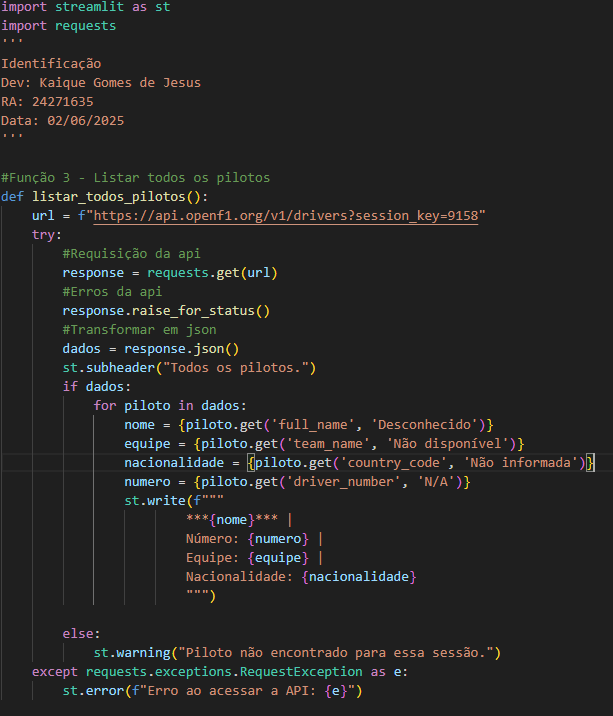 import streamlit as st
import requests
'''
Identificação
Dev: Kaique Gomes de Jesus
RA: 24271635
Data: 02/06/2025
'''

#Função 3 - Listar todos os pilotos
def listar_todos_pilotos():
    url = f"https://api.openf1.org/v1/drivers?session_key=9158"
    try:
        #Requisição da api
        response = requests.get(url)
        #Erros da api
        response.raise_for_status()
        #Transformar em json
        dados = response.json()
        st.subheader("Todos os pilotos.")
        if dados:
            for piloto in dados:
                nome = {piloto.get('full_name', 'Desconhecido')}
                equipe = {piloto.get('team_name', 'Não disponível')}
                nacionalidade = {piloto.get('country_code', 'Não informada')}
                numero = {piloto.get('driver_number', 'N/A')}
                st.write(f"""
                        ***{nome}*** |
                        Número: {numero} |
                        Equipe: {equipe} |
                        Nacionalidade: {nacionalidade}
                        """)

        else:
            st.warning("Piloto não encontrado para essa sessão.")
    except requests.exceptions.RequestException as e:
        st.error(f"Erro ao acessar a API: {e}")